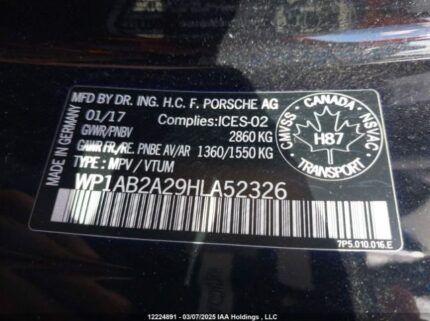 MFD BY DR. ING. H.C. F. PORSCHE AG
01/17 Complies:ICES-02
GVWR/PNBV 2860 KG
GAWR FR./RE. PNBE AV/AR 1360/1550 KG
TYPE: MPV / VTUM
WP1AB2A29HLA52326
MADE IN GERMANY
CANADA
CMVSS
NSVAC
H87
TRANSPORT
7P5.010.016.E
12224891 - 03/07/2025 IAA Holdings , LLC